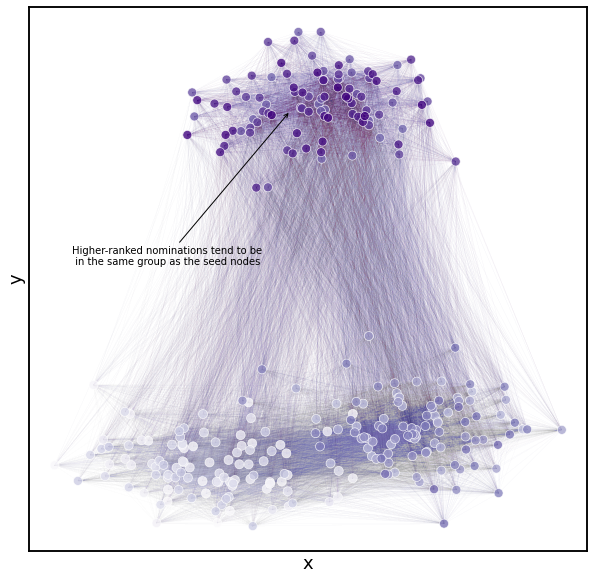 Higher-ranked nominations tend to be
in the same group as the seed nodes
y
x